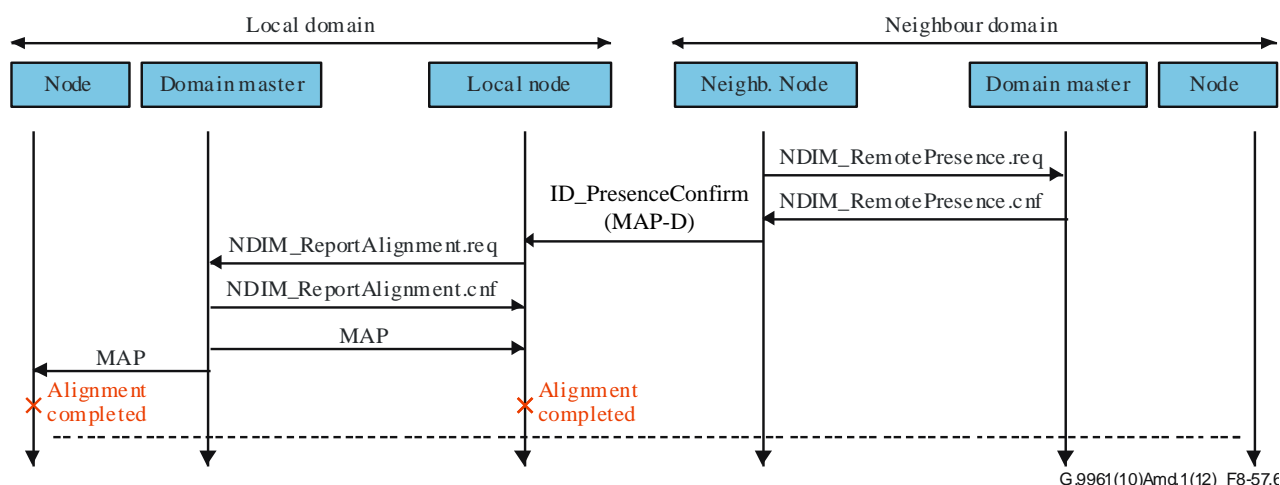 Local domain
Neighbour domain
Node
Domain master
Local node
Neighb. Node
Domain master
Node
NDIM_RemotePresence.req
ID_PresenceConfirm
(MAP-D)
NDIM_RemotePresence.cnf
NDIM_ReportAlignment.req
NDIM_ReportAlignment.cnf
MAP
MAP
Alignment
completed
Alignment
completed
G.9961(10)Amd.1(12)_F8-57.6